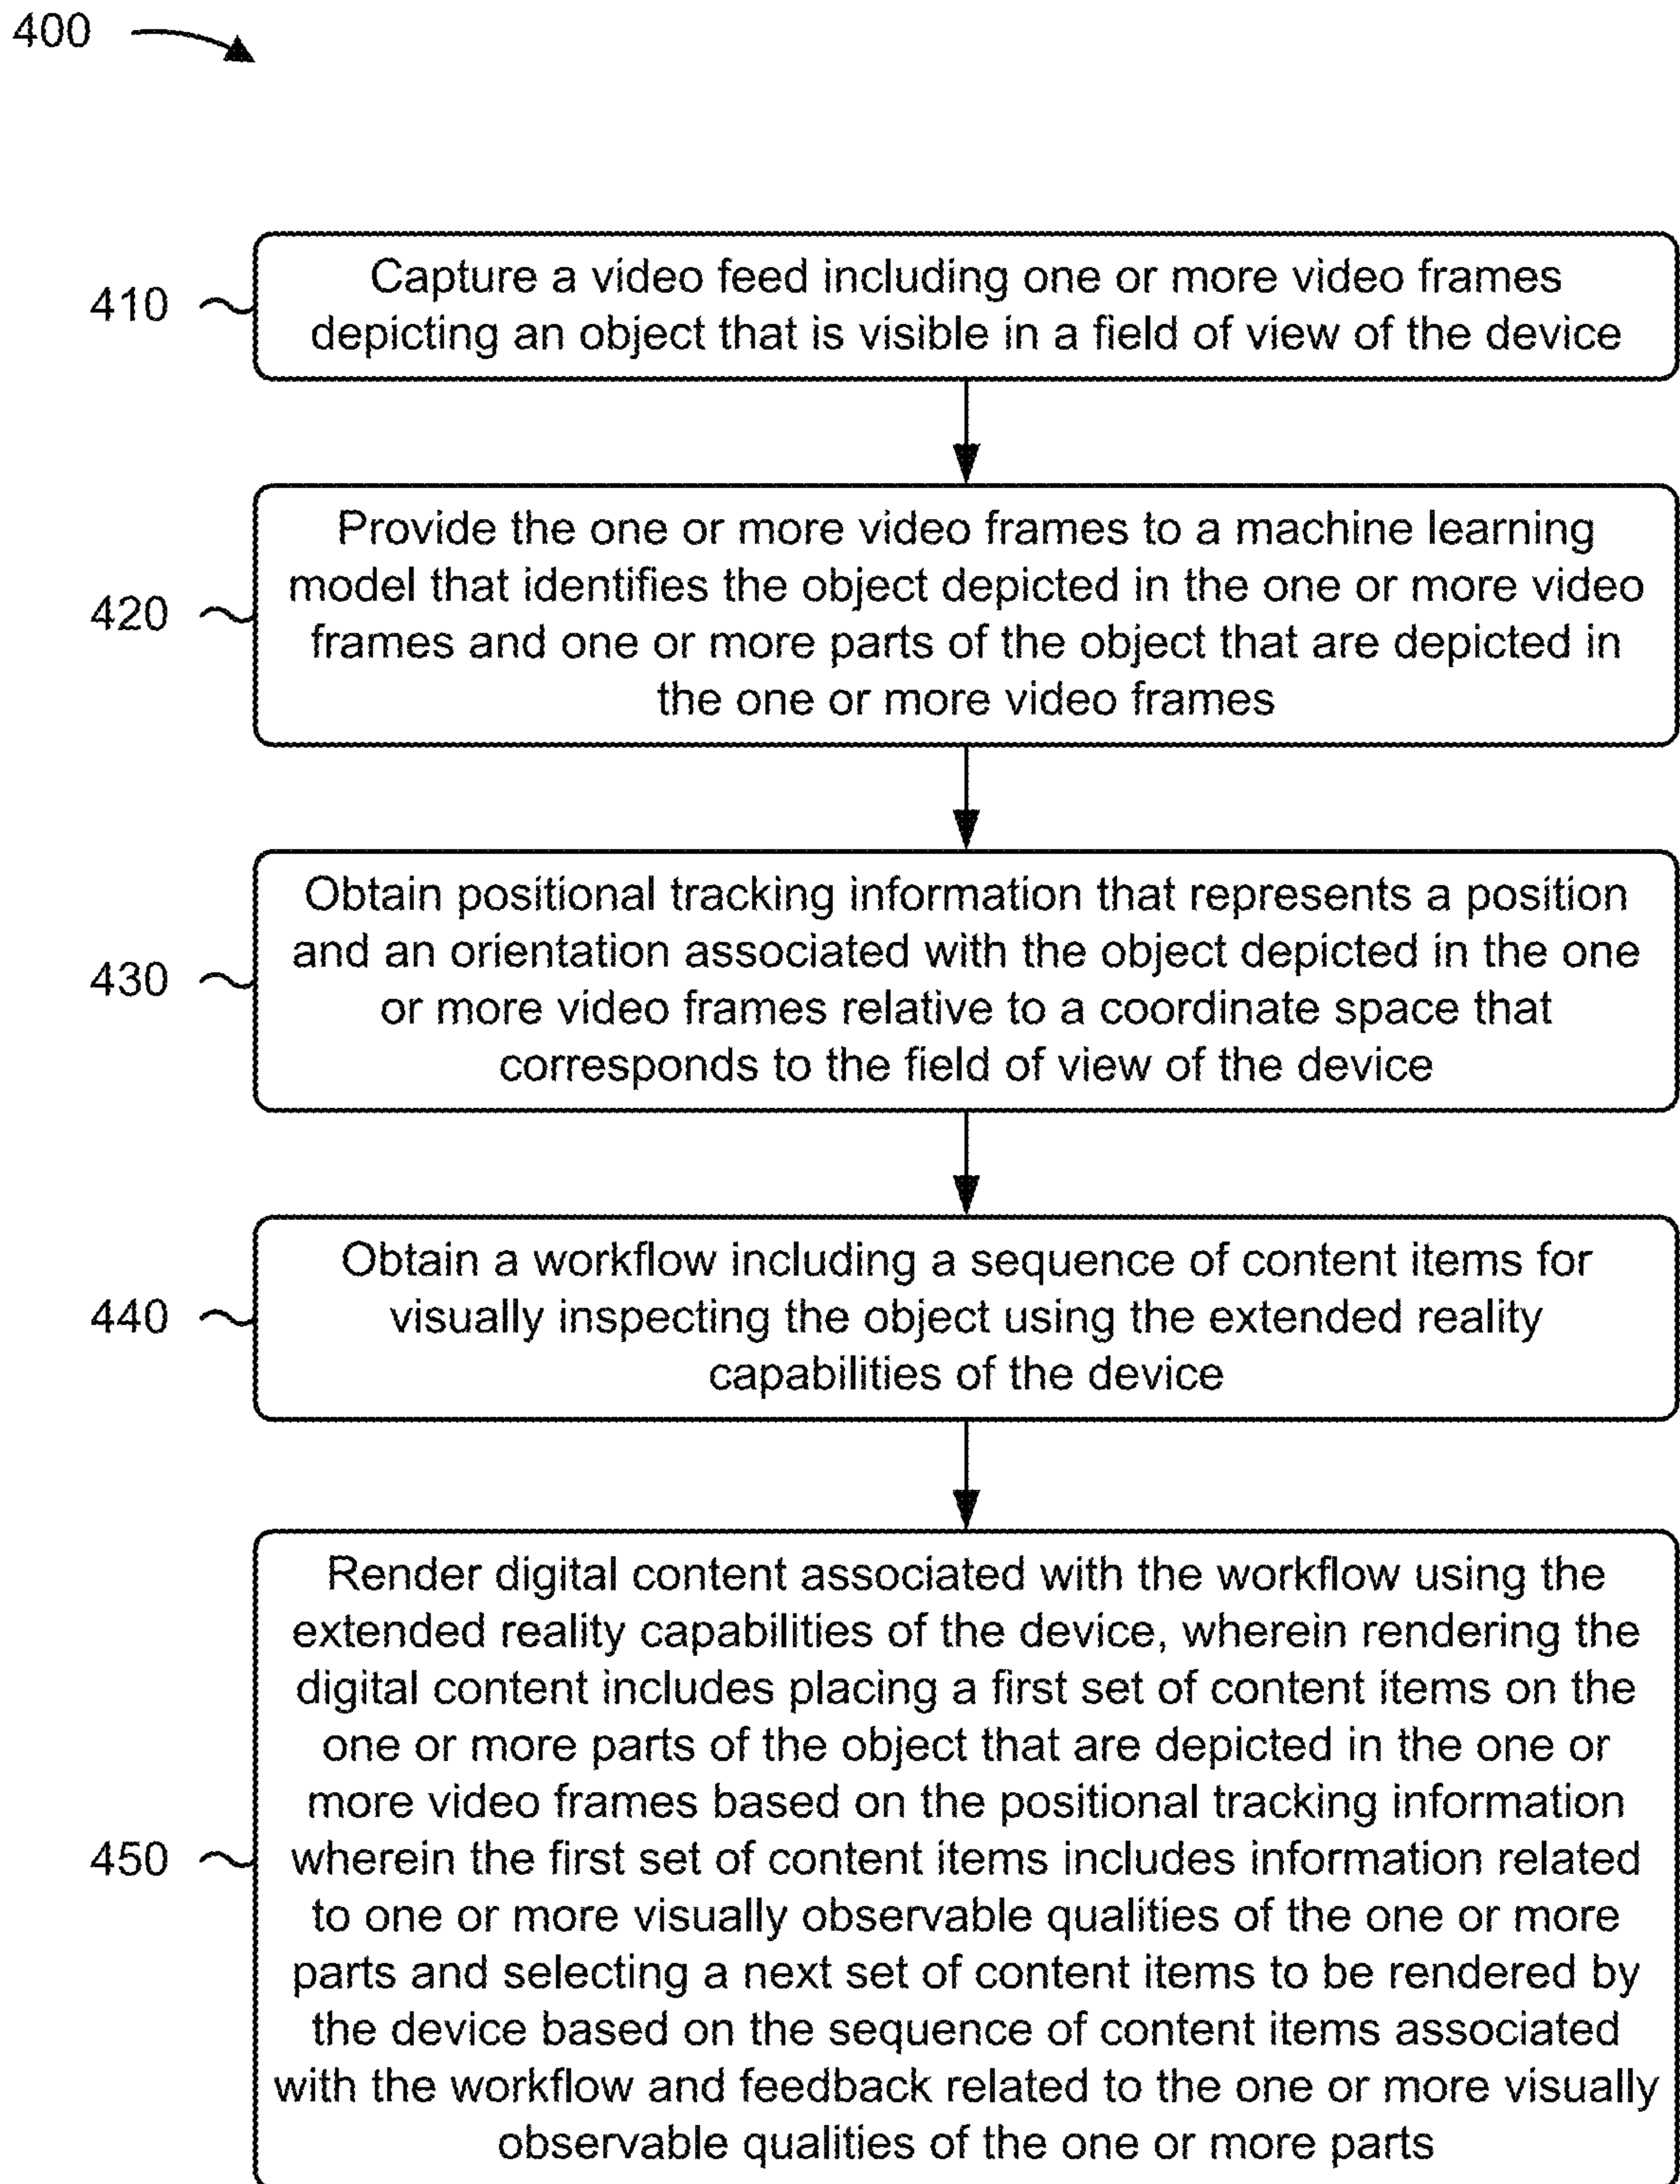 400
Capture a video feed including one or more video frames
410
depicting an object that is visible in a field of view of the device
Provide the one or more video frames to a machine learning
model that identifies the object depicted in the one or more video
420
frames and one or more parts of the object that are depicted in
the one or more video frames
Obtain positional tracking information that represents a position
and an orientation associated with the object depicted in the one
430
or more video frames relative to a coordinate space that
corresponds to the field of view of the device
Obtain a workflow including a sequence of content items for
440
visually inspecting the object using the extended reality
capabilities of the device
Render digital content associated with the workflow using the
extended reality capabilities of the device, wherein rendering the
digital content includes placing a first set of content items on the
one or more parts of the object that are depicted in the one or
more video frames based on the positional tracking information
450
wherein the first set of content items includes information related
to one or more visually observable qualities of the one or more
parts and selecting a next set of content items to be rendered by
the device based on the sequence of content items associated
with the workflow and feedback related to the one or more visually
observable qualities of the one or more parts